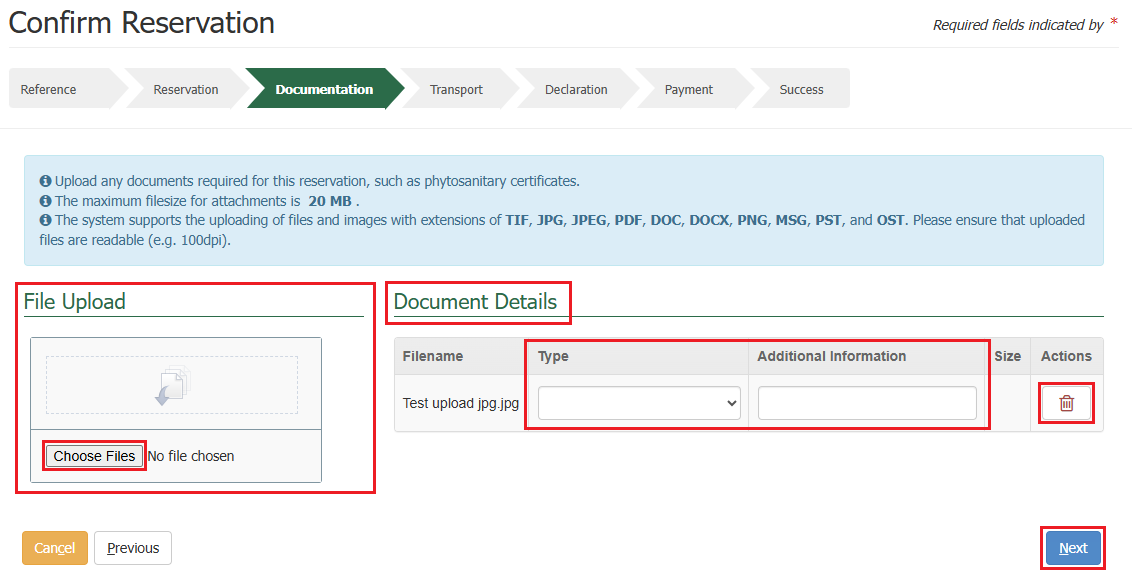 Confirm Reservation
Required fields indicated by *
Reference Reservation Documentation Transport Declaration Payment Success
Upload any documents required for this reservation, such as phytosanitary certificates.
The maximum filesize for attachments is 20 MB .
The system supports the uploading of files and images with extensions of TIF, JPG, JPEG, PDF, DOC, DOCX, PNG, MSG, PST, and OST. Please ensure that uploaded
files are readable (e.g. 100dpi).
File Upload
Choose Files No file chosen
Document Details
Filename Type Additional Information Size Actions
Test upload jpg.jpg
Cancel Previous Next